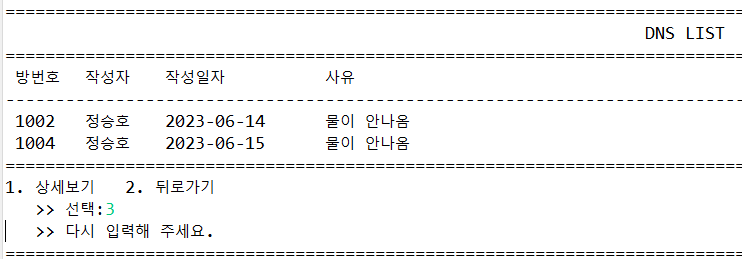 ==========================================================================
DNS LIST
==========================================================================
방번호 작성자 작성일자 사유
--------------------------------------------------------------------------
1002 정승호 2023-06-14 물이 안나옴
1004 정승호 2023-06-15 물이 안나옴
==========================================================================
1. 상세보기 2. 뒤로가기
>> 선택:3
>> 다시 입력해 주세요.
==========================================================================